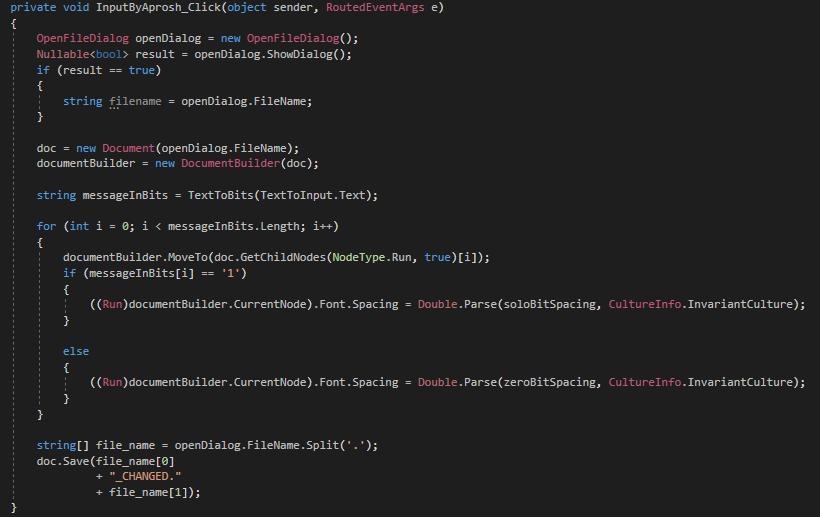 private void InputByAprosh_Click(object sender, RoutedEventArgs e)
{
OpenFileDialog openDialog = new OpenFileDialog();
Nullable<bool> result = openDialog.ShowDialog();
if (result == true)
{
string filename = openDialog.FileName;
}
doc = new Document(openDialog.FileName);
documentBuilder = new DocumentBuilder(doc);
string messageInBits = TextToBits(TextToInput.Text);
for (int i = 0; i < messageInBits.Length; i++)
{
documentBuilder.MoveTo(doc.GetChildNodes(NodeType.Run, true)[i]);
if (messageInBits[i] == '1')
{
((Run)documentBuilder.CurrentNode).Font.Spacing = Double.Parse(soloBitSpacing, CultureInfo.InvariantCulture);
}
else
{
((Run)documentBuilder.CurrentNode).Font.Spacing = Double.Parse(zeroBitSpacing, CultureInfo.InvariantCulture);
}
}
string[] file_name = openDialog.FileName.Split('.');
doc.Save(file_name[0]
+ "_CHANGED."
+ file_name[1]);
}